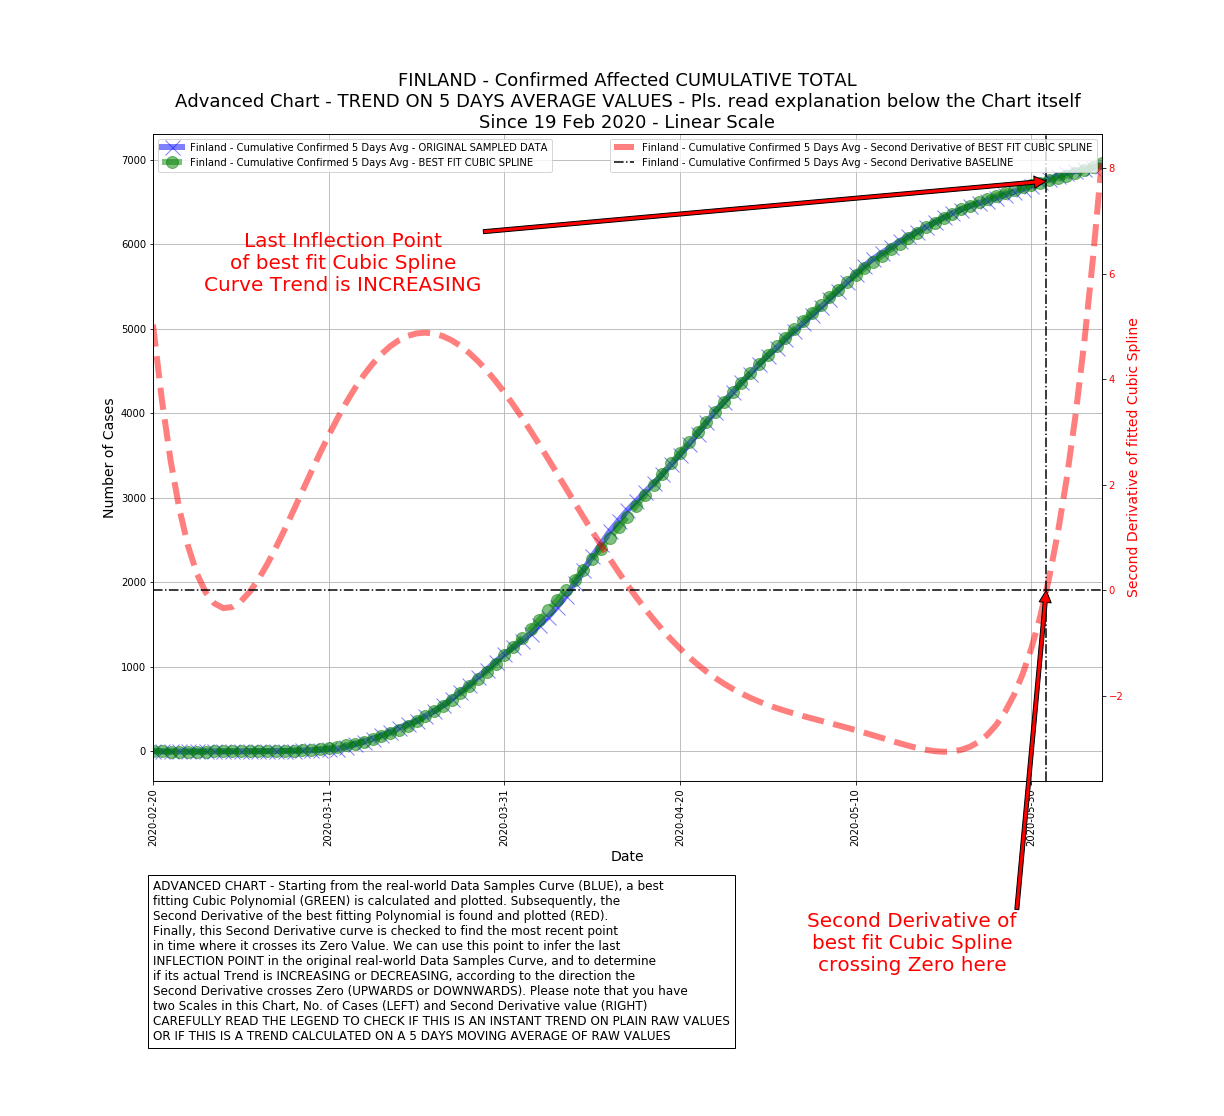 FINLAND - Confirmed Affected CUMULATIVE TOTAL
Advanced Chart - TREND ON 5 DAYS AVERAGE VALUES - Pls. read explanation below the Chart itself
Since 19 Feb 2020 - Linear Scale
Finland - Cumulative Confirmed 5 Days Avg - ORIGINAL SAMPLED DATA
Finland - Cumulative Confirmed 5 Days Avg - BEST FIT CUBIC SPLINE
Finland - Cumulative Confirmed 5 Days Avg - Second Derivative of BEST FIT CUBIC SPLINE
Finland - Cumulative Confirmed 5 Days Avg - Second Derivative BASELINE
Last Inflection Point
of best fit Cubic Spline
Curve Trend is INCREASING
Number of Cases
7000
6000
5000
4000
3000
2000
1000
0
Second Derivative of fitted Cubic Spline
8
6
4
2
0
−2
2020-02-20
2020-03-11
2020-03-31
2020-04-20
2020-05-10
2020-05-30
Date
Second Derivative of
best fit Cubic Spline
crossing Zero here
ADVANCED CHART - Starting from the real-world Data Samples Curve (BLUE), a best
fitting Cubic Polynomial (GREEN) is calculated and plotted. Subsequently, the
Second Derivative of the best fitting Polynomial is found and plotted (RED).
Finally, this Second Derivative curve is checked to find the most recent point
in time where it crosses its Zero Value. We can use this point to infer the last
INFLECTION POINT in the original real-world Data Samples Curve, and to determine
if its actual Trend is INCREASING or DECREASING, according to the direction the
Second Derivative crosses Zero (UPWARDS or DOWNWARDS). Please note that you have
two Scales in this Chart, No. of Cases (LEFT) and Second Derivative value (RIGHT)
CAREFULLY READ THE LEGEND TO CHECK IF THIS IS AN INSTANT TREND ON PLAIN RAW VALUES
OR IF THIS IS A TREND CALCULATED ON A 5 DAYS MOVING AVERAGE OF RAW VALUES